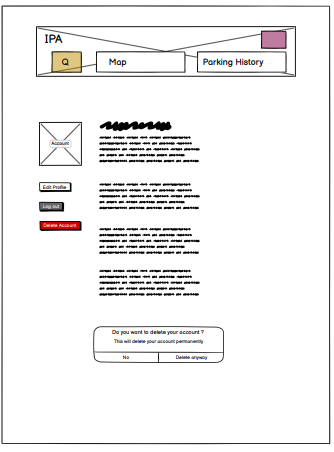 IPA
Q Map Parking History
Account
Edit Profile
Log out
Delete Account
Do you want to delete your account ?
This will delete your account permanently
No Delete anyway